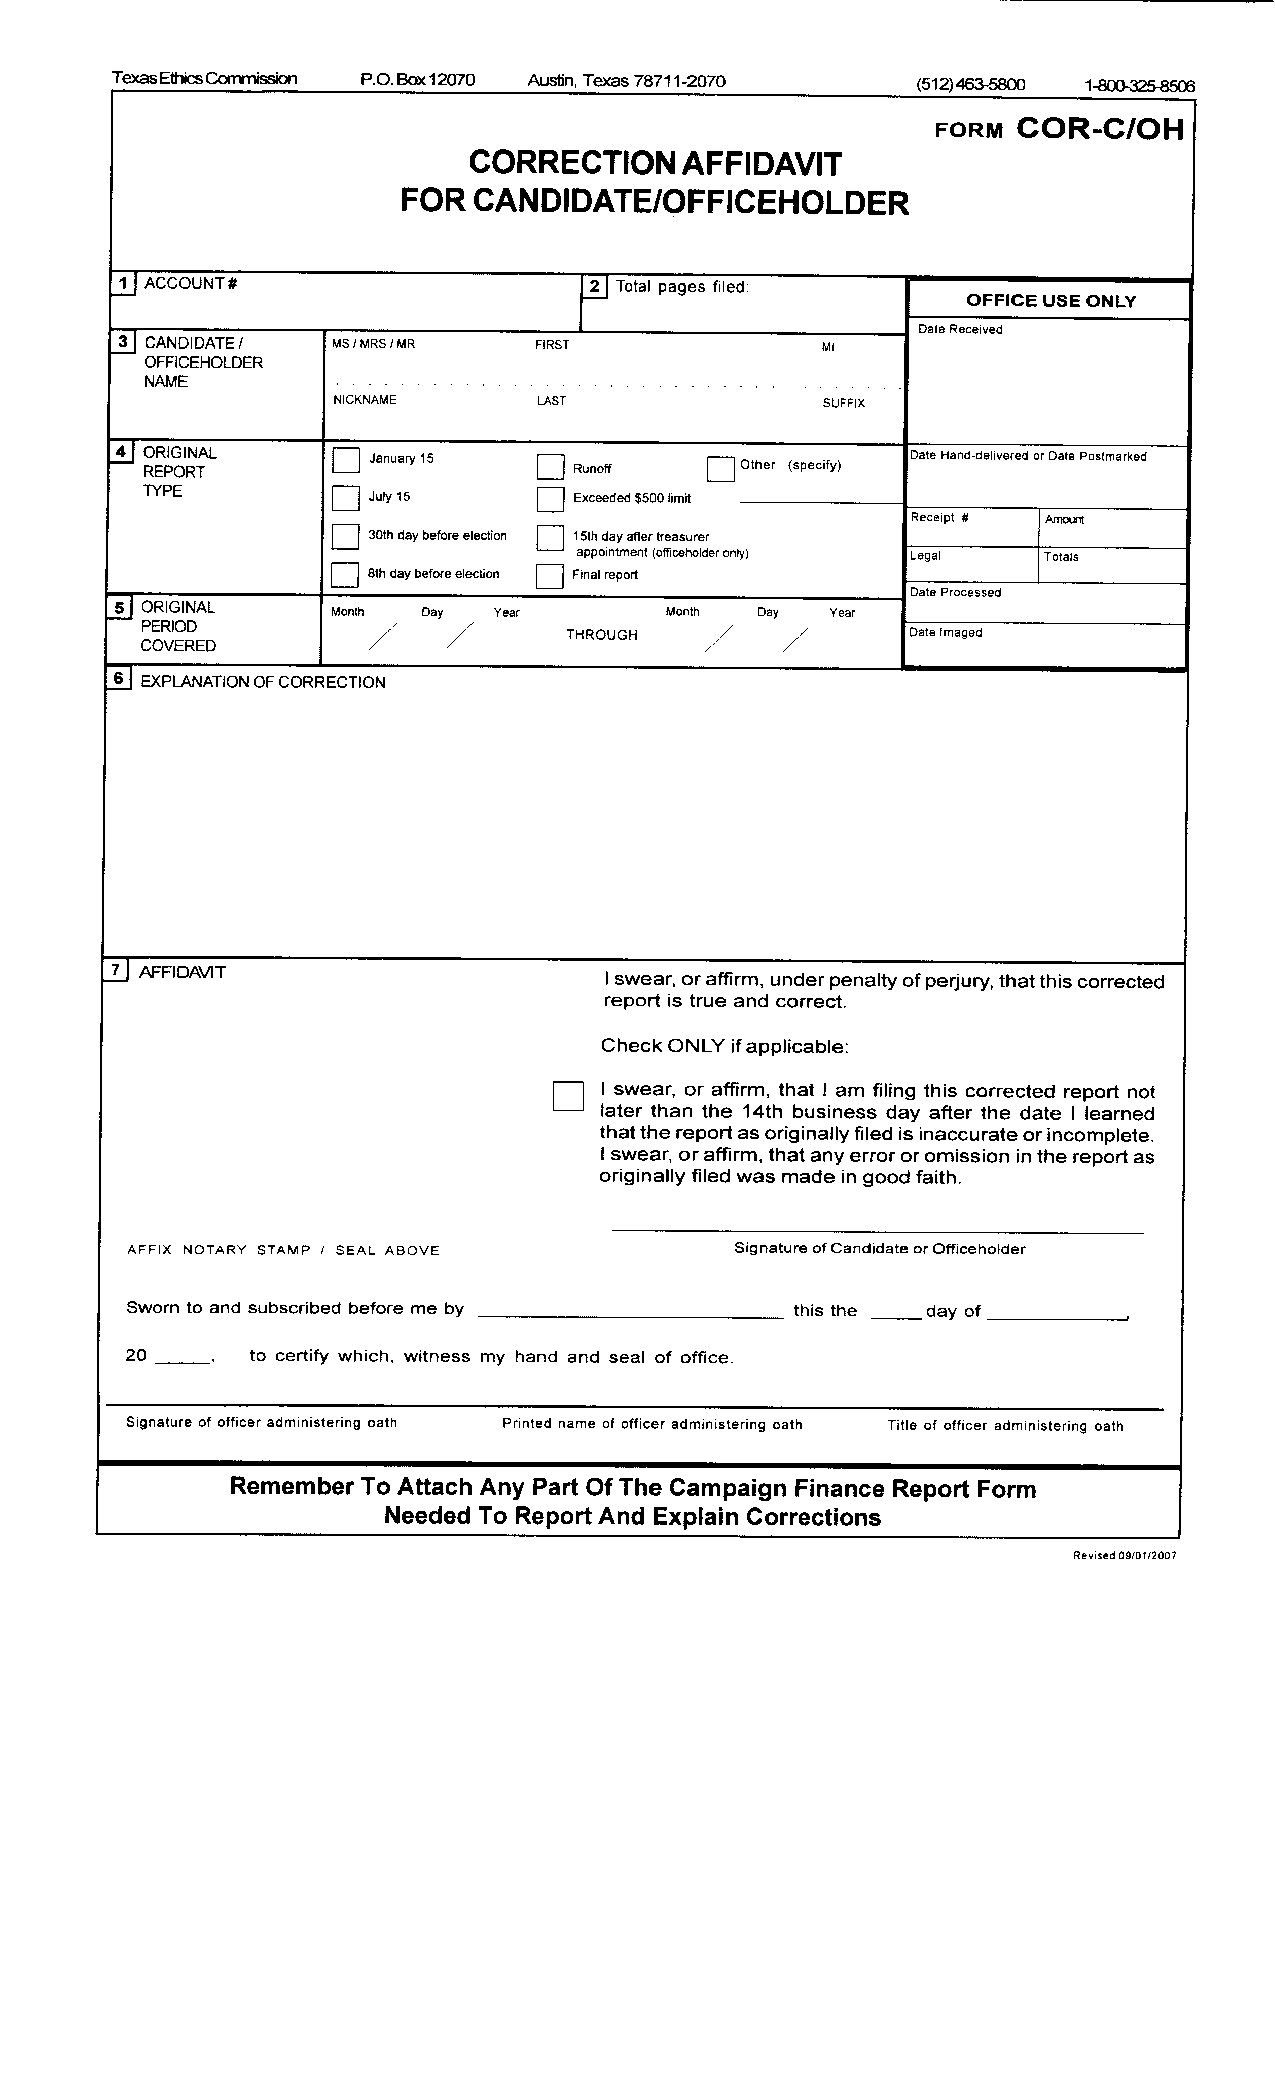 Texas Ethics Commission P.O. Box 12070 Austin, Texas 78711-2070 (512) 463-5800 1-800-325-8506
FORM COR-C/OH
CORRECTION AFFIDAVIT
FOR CANDIDATE/OFFICEHOLDER
1 ACCOUNT #
2 Total pages filed:
OFFICE USE ONLY
Date Received
3 CANDIDATE / OFFICEHOLDER NAME
MS / MRS / MR FIRST MI
NICKNAME LAST SUFFIX
4 ORIGINAL REPORT TYPE
January 15
Runoff
Other (specify)
July 15
Exceeded $500 limit
30th day before election
15th day after treasurer
appointment (officeholder only)
8th day before election
Final report
Date Hand-delivered or Date Postmarked
Receipt # Amount
Legal Totals
Date Processed
Date Imaged
5 ORIGINAL PERIOD COVERED
Month Day Year Month Day Year
/ / THROUGH / /
6 EXPLANATION OF CORRECTION
7 AFFIDAVIT
I swear, or affirm, under penalty of perjury, that this corrected
report is true and correct.
Check ONLY if applicable:
I swear, or affirm, that I am filing this corrected report not
later than the 14th business day after the date I learned
that the report as originally filed is inaccurate or incomplete.
I swear, or affirm, that any error or omission in the report as
originally filed was made in good faith.
AFFIX NOTARY STAMP / SEAL ABOVE
Signature of Candidate or Officeholder
Sworn to and subscribed before me by ____ this the ____ day of ____,
20 ____, to certify which, witness my hand and seal of office.
Signature of officer administering oath Printed name of officer administering oath Title of officer administering oath
Remember To Attach Any Part Of The Campaign Finance Report Form
Needed To Report And Explain Corrections
Revised 09/01/2007